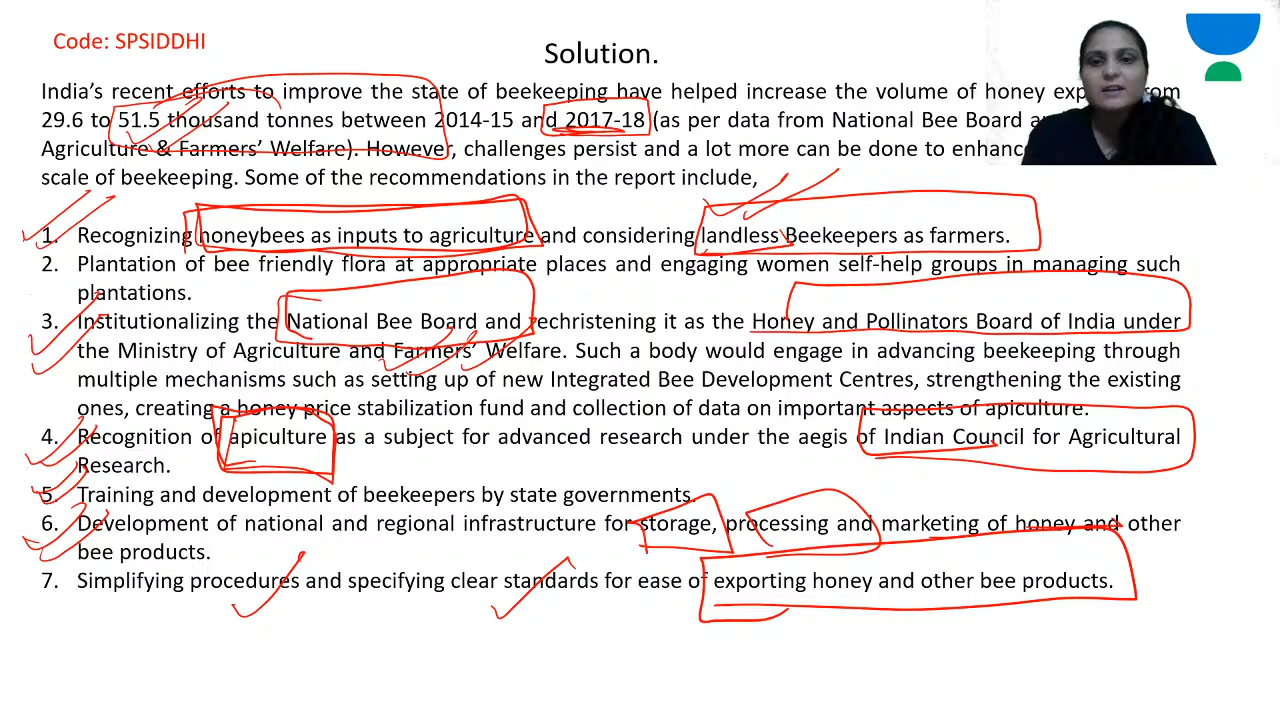 Code: SPSIDDHI
Solution.
India's recent efforts to improve the state of beekeeping have helped increase the volume of honey
29.6 to 51.5 thousand tonnes between 2014-15 and 2017-18 (as per data from National Bee Board
Agriculture & Farmers' Welfare). However, challenges persist and a lot more can be done to
scale of beekeeping. Some of the recommendations in the report include,
1. Recognizing honeybees as inputs to agriculture and considering landless Beekeepers as farmers.
2. Plantation of bee friendly flora at appropriate places and engaging women self-help groups in managing such
plantations.
3. Institutionalizing the National Bee Board and rechristening it as the Honey and Pollinators Board of India under
the Ministry of Agriculture and Farmers' Welfare. Such a body would engage in advancing beekeeping through
multiple mechanisms such as setting up of new Integrated Bee Development Centres, strengthening the existing
ones, creating a honey price stabilization fund and collection of data on important aspects of apiculture.
4. Recognition of apiculture as a subject for advanced research under the aegis of Indian Council for Agricultural
Research.
5. Training and development of beekeepers by state governments.
6. Development of national and regional infrastructure for storage, processing and marketing of honey and other
bee products.
7. Simplifying procedures and specifying clear standards for ease of exporting honey and other bee products.